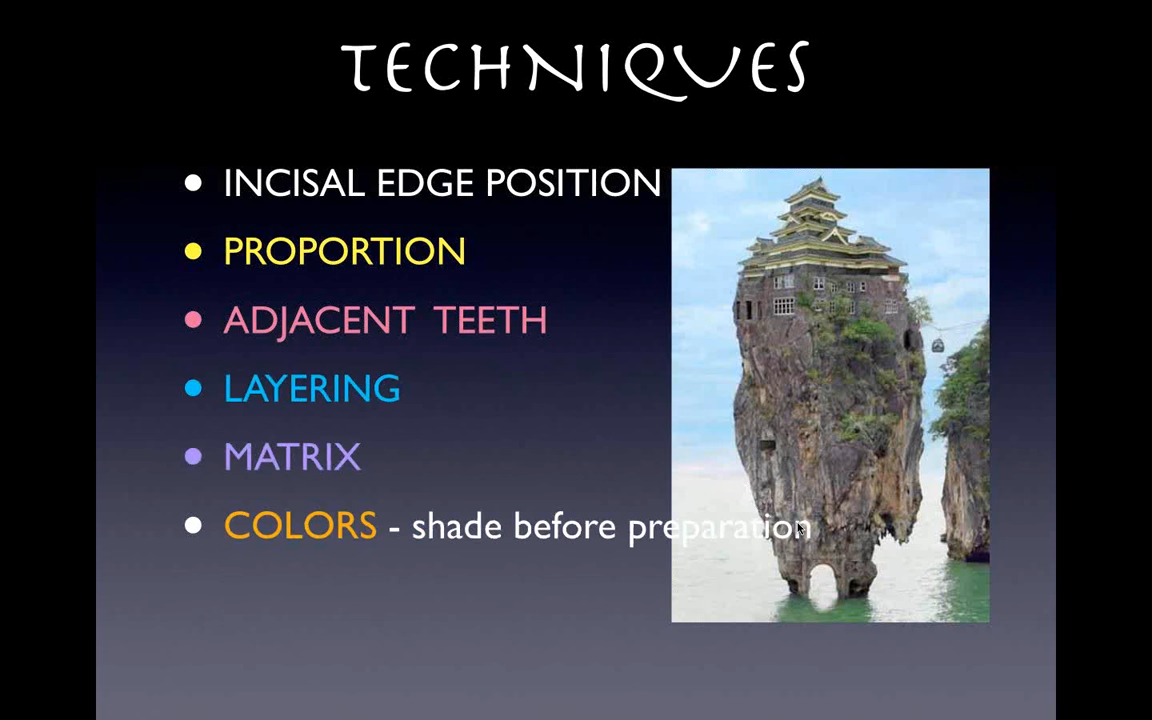 TECHNIQUES
• INCISAL EDGE POSITION
• PROPORTION
• ADJACENT TEETH
• LAYERING
• MATRIX
• COLORS - shade before preparation